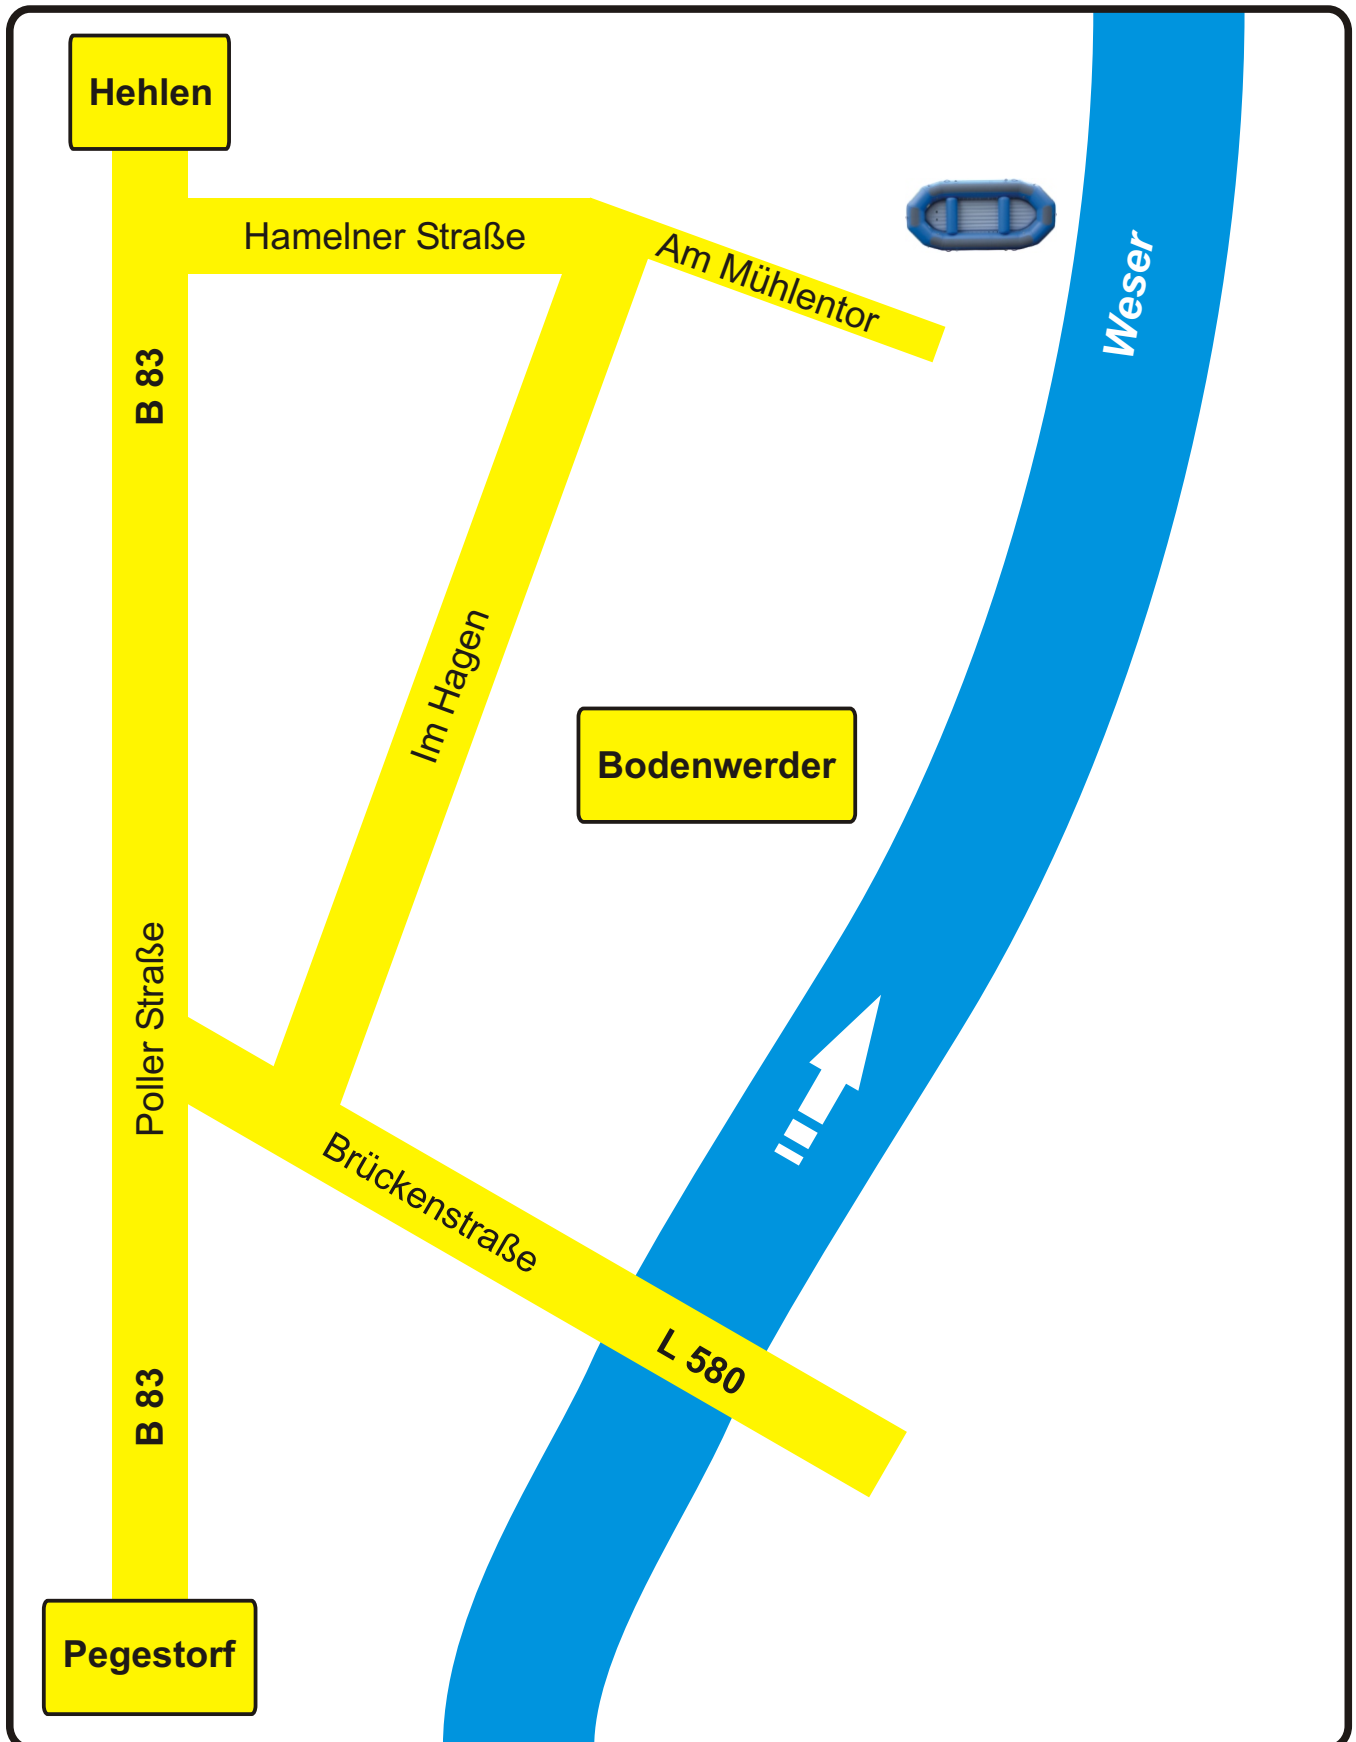 Hehlen
Hamelner Straße
Am Mühlentor
Weser
B 83
Im Hagen
Bodenwerder
Poller Straße
Brückenstraße
L 580
B 83
Pegestorf